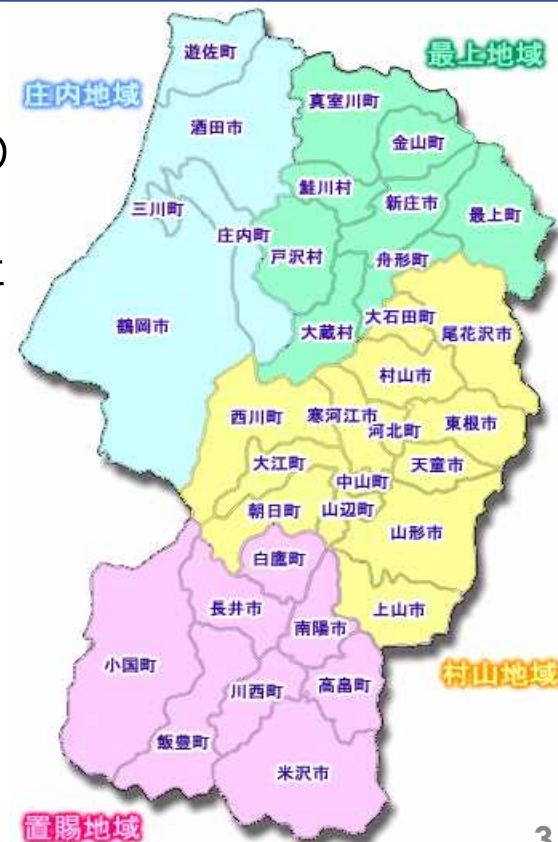 遊佐町
最上地域
庄内地域
真室川町
酒田市
金山町
の
鮭川村
新庄市
三川町
最上町
庄内町
戸沢村
舟形町
鶴岡市
大蔵村
大石田町
尾花沢市
村山市
西川町
寒河江市
河北町
東根市
大江町
天童市
中山町
朝日町
山辺町
山形市
白鷹町
長井市
上山市
南陽市
小国町
村山地域
川西町
高畠町
飯豊町
米沢市
置賜地域
3